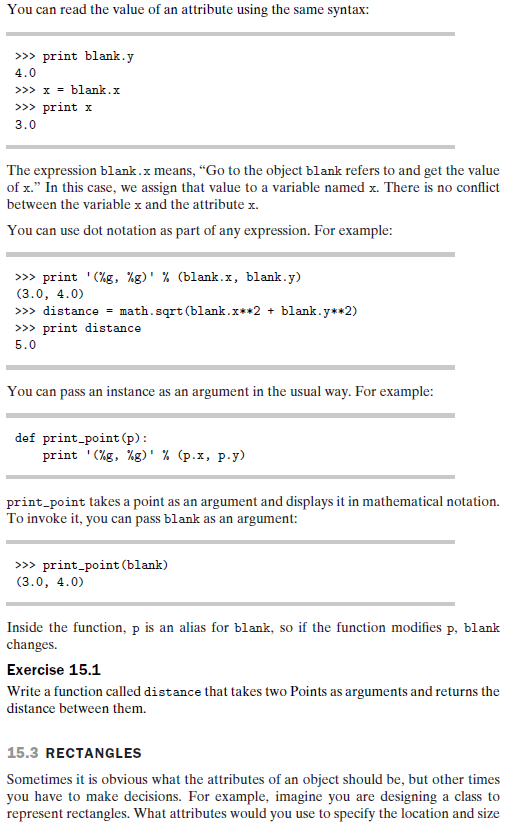 You can read the value of an attribute using the same syntax:
>>> print blank.y
4.0
>>> x = blank.x
>>> print x
3.0
The expression blank.x means, “Go to the object blank refers to and get the value
of x.” In this case, we assign that value to a variable named x. There is no conflict
between the variable x and the attribute x.
You can use dot notation as part of any expression. For example:
>>> print '(%g, %g)' % (blank.x, blank.y)
(3.0, 4.0)
>>> distance = math.sqrt(blank.x**2 + blank.y**2)
>>> print distance
5.0
You can pass an instance as an argument in the usual way. For example:
def print_point(p):
    print '(%g, %g)' % (p.x, p.y)
print_point takes a point as an argument and displays it in mathematical notation.
To invoke it, you can pass blank as an argument:
>>> print_point(blank)
(3.0, 4.0)
Inside the function, p is an alias for blank, so if the function modifies p, blank
changes.
Exercise 15.1
Write a function called distance that takes two Points as arguments and returns the
distance between them.
15.3 RECTANGLES
Sometimes it is obvious what the attributes of an object should be, but other times
you have to make decisions. For example, imagine you are designing a class to
represent rectangles. What attributes would you use to specify the location and size